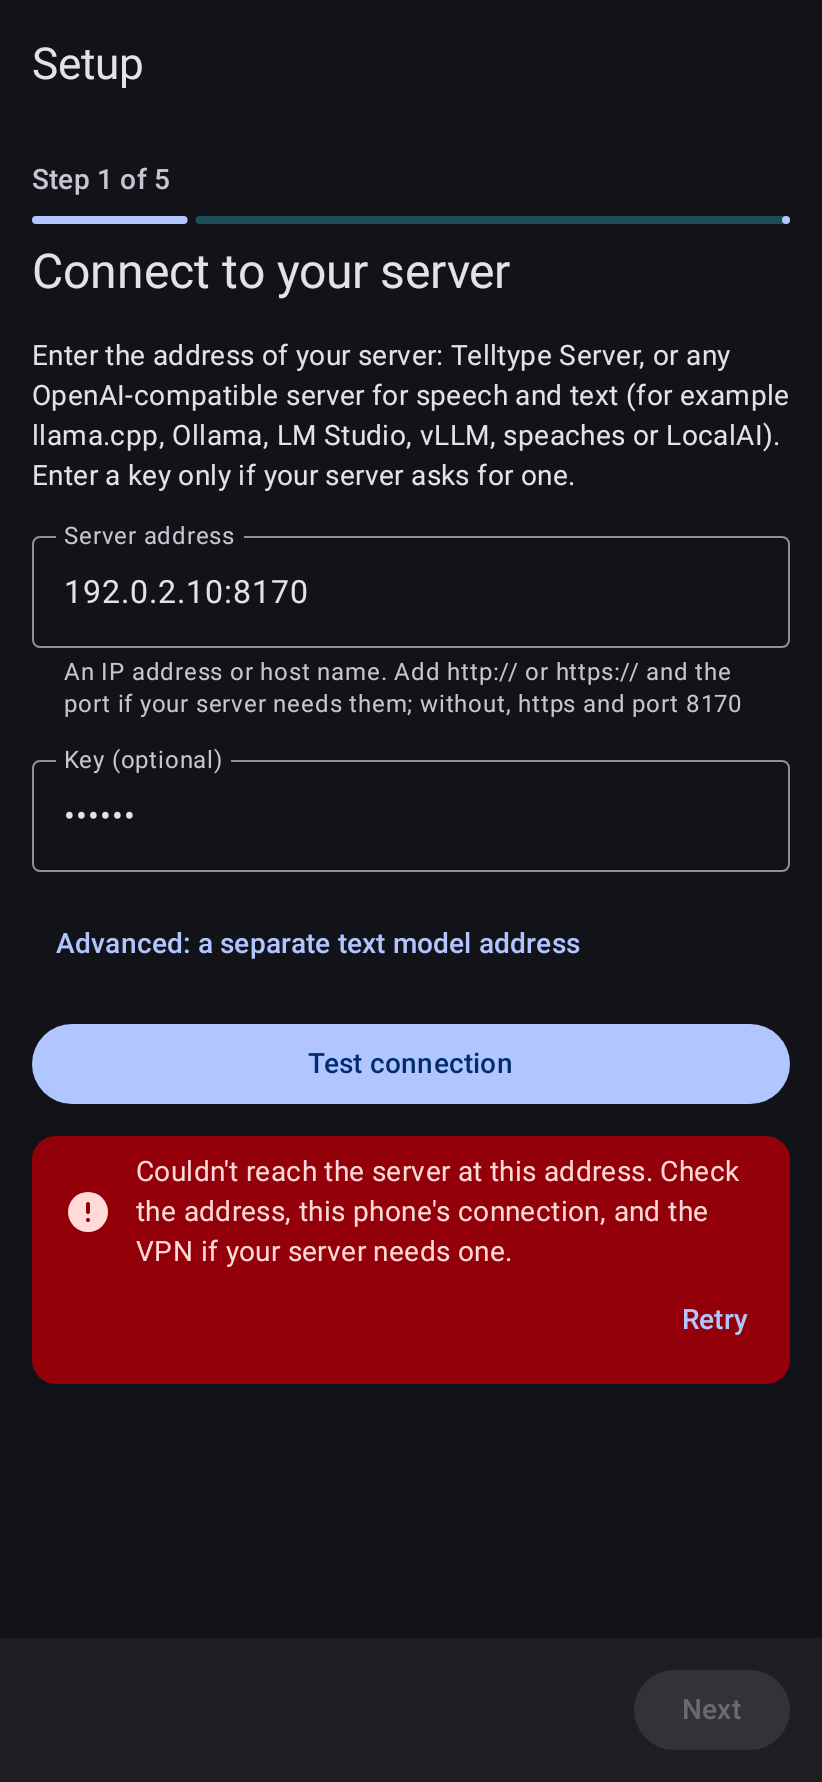 Setup
Step 1 of 5
Connect to your server
Enter the address of your server: Telltype Server, or any
OpenAI-compatible server for speech and text (for example
llama.cpp, Ollama, LM Studio, vLLM, speaches or LocalAI).
Enter a key only if your server asks for one.
Server address
192.0.2.10:8170
An IP address or host name. Add http:// or https:// and the
port if your server needs them; without, https and port 8170
Key (optional)
••••••
Advanced: a separate text model address
Test connection
Couldn't reach the server at this address. Check
the address, this phone's connection, and the
VPN if your server needs one.
Retry
Next